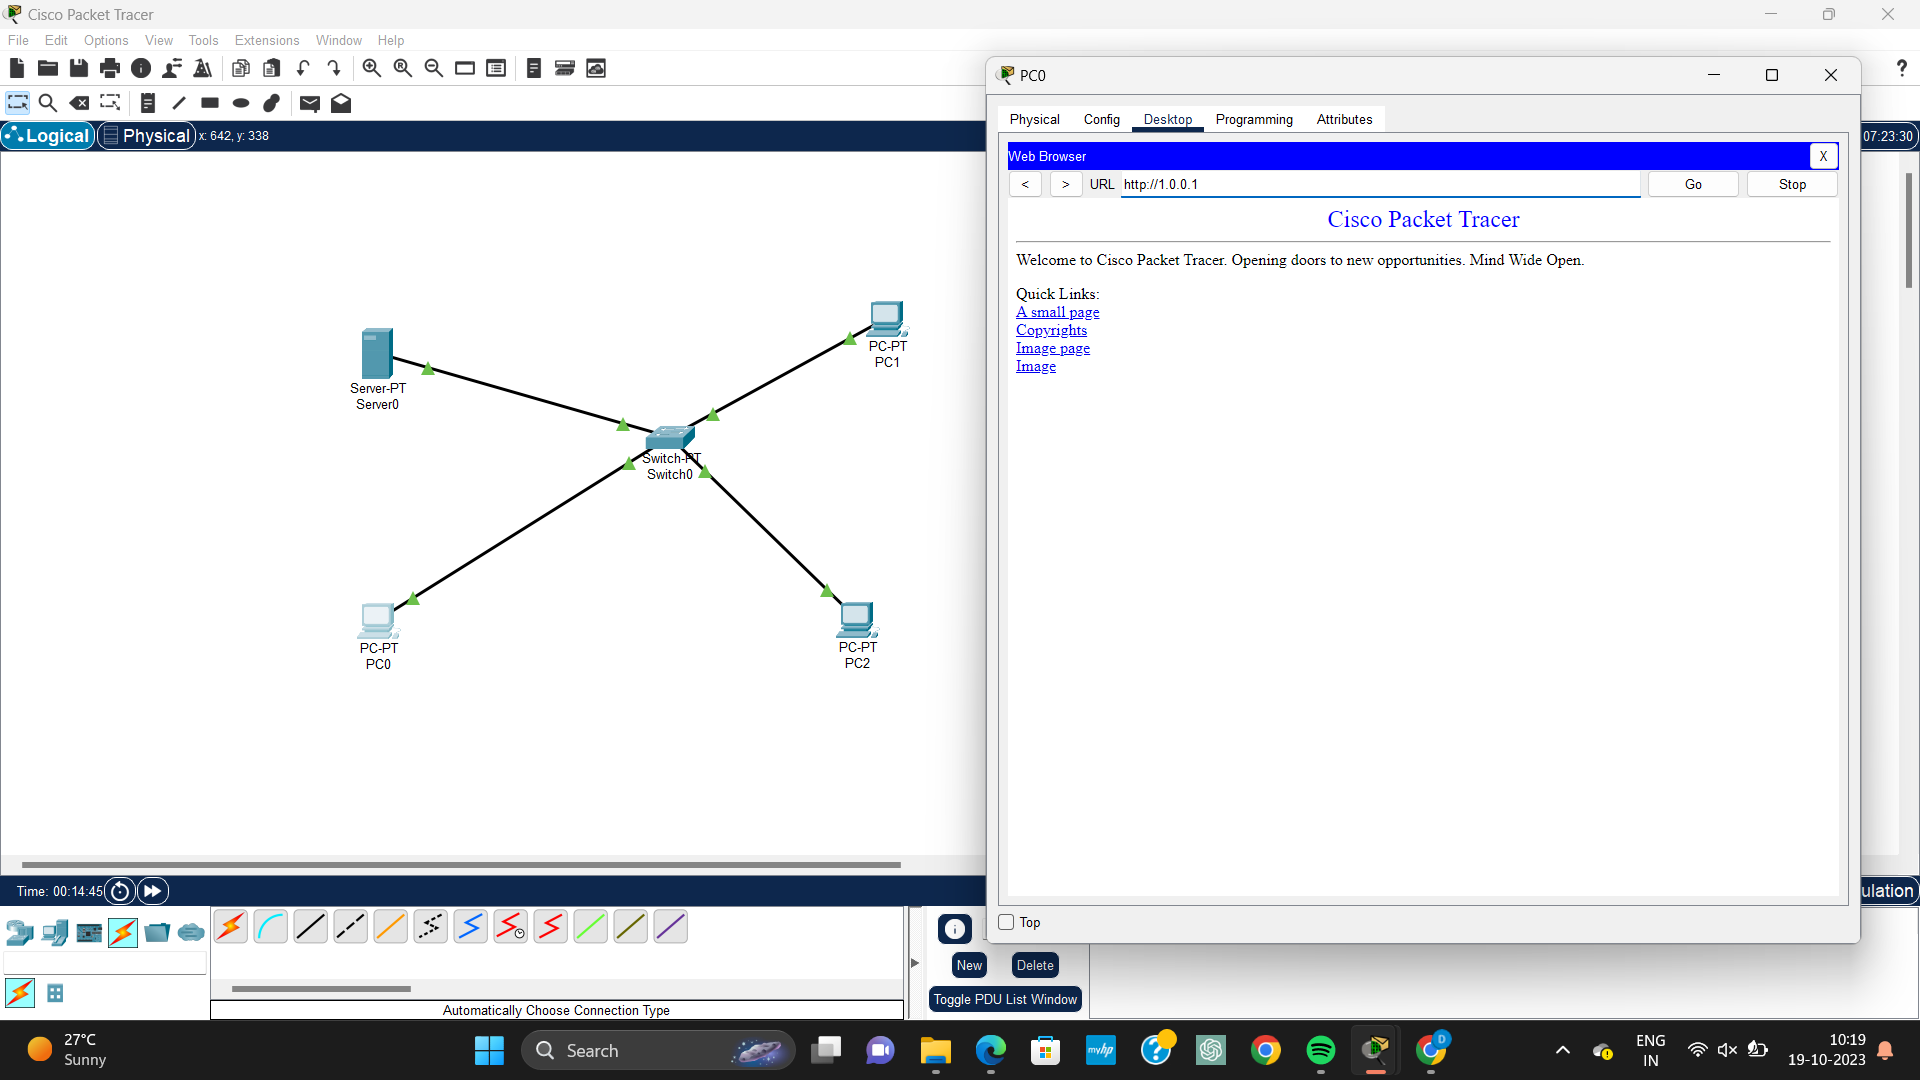 Cisco Packet Tracer
File Edit Options View Tools Extensions Window Help
Logical Physical x: 642, y: 338
07:23:30
Server-PT
Server0
PC-PT
PC1
Switch-PT
Switch0
PC-PT
PC0
PC-PT
PC2
PC0
Physical Config Desktop Programming Attributes
Web Browser X
< > URL http://1.0.0.1 Go Stop
Cisco Packet Tracer
Welcome to Cisco Packet Tracer. Opening doors to new opportunities. Mind Wide Open.
Quick Links:
A small page
Copyrights
Image page
Image
Top
Time: 00:14:45
ulation
New Delete
Toggle PDU List Window
Automatically Choose Connection Type
27°C
Sunny
Search
myhp
D
ENG
IN
10:19
19-10-2023